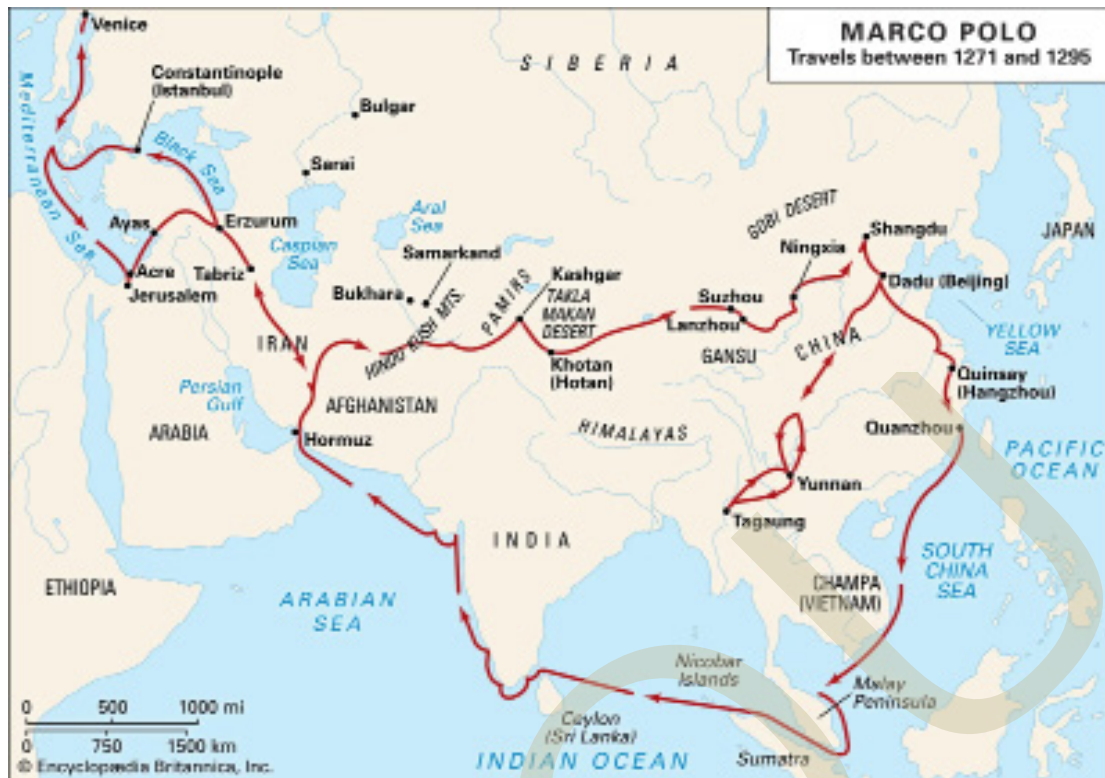 MARCO POLO
Travels between 1271 and 1295
Venice
SIBERIA
Constantinople
(Istanbul)
Bulgar
Mediterranean Sea
Black Sea
Sarai
Aral
Sea
GOBI DESERT
Shangdu
JAPAN
Ayas
Erzurum
Caspian
Sea
Samarkand
Ningxia
Acre
Jerusalem
Tabriz
Bukhara
Kashgar
Suzhou
Dadu (Beijing)
HINDU KUSH MTS.
PAMIRS
TAKLA
MAKAN
DESERT
Lanzhou
CHINA
YELLOW
SEA
IRAN
Khotan
(Hotan)
GANSU
Quinsay
(Hangzhou)
Persian
Gulf
AFGHANISTAN
ARABIA
Hormuz
HIMALAYAS
Quanzhou
PACIFIC
OCEAN
Yunnan
Tagaung
INDIA
SOUTH
CHINA
SEA
ETHIOPIA
ARABIAN
SEA
CHAMPA
(VIETNAM)
Nicobar
Islands
Malay
Peninsula
0 500 1000 mi
0 750 1500 km
Ceylon
(Sri Lanka)
Sumatra
© Encyclopædia Britannica, Inc.
INDIAN OCEAN